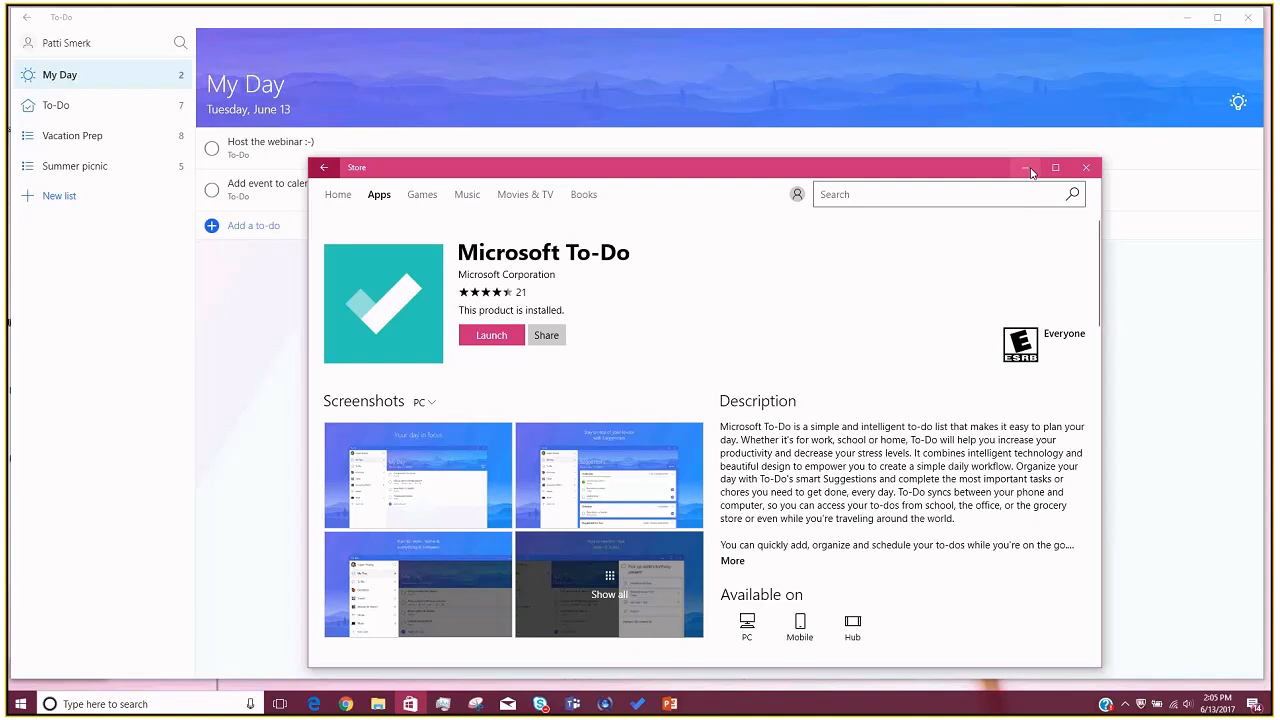 To-Do
Patti Smerk
My Day 2
To-Do 7
Vacation Prep 8
Summer picnic 5
New list
My Day
Tuesday, June 13
Host the webinar :-)
To-Do
Add event to caler
To-Do
Add a to-do
Store
Home Apps Games Music Movies & TV Books
Search
Microsoft To-Do
Microsoft Corporation
21
This product is installed.
Launch Share
E
ESRB
Everyone
Screenshots PC
Your day in focus
Show all
Description
Microsoft To-Do is a simple and intelligent to-do list that makes it easy to plan your
day. Whether it's for work, school or home, To-Do will help you increase your
productivity and decrease your stress levels. It combines intelligent technology and
beautiful design to empower you to create a simple daily workflow. Organize your
day with To-Do's smart Suggestions and complete the most important tasks or
chores you need to get done, every day. To-Do syncs between your phone and
computer, so you can access your to-dos from school, the office, or the grocery
store or even while you're traveling around the world.
You can quickly add, organize and schedule your to-dos while you're on the go....
More
Available on
PC Mobile Hub
Type here to search
2:05 PM
6/13/2017